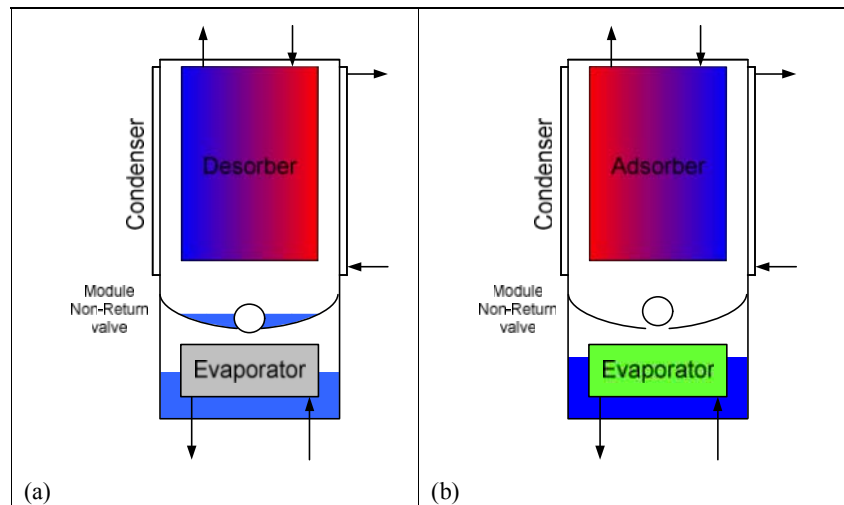 Condenser
Desorber
Module
Non-Return
valve
Evaporator
(a)
Condenser
Adsorber
Module
Non-Return
valve
Evaporator
(b)